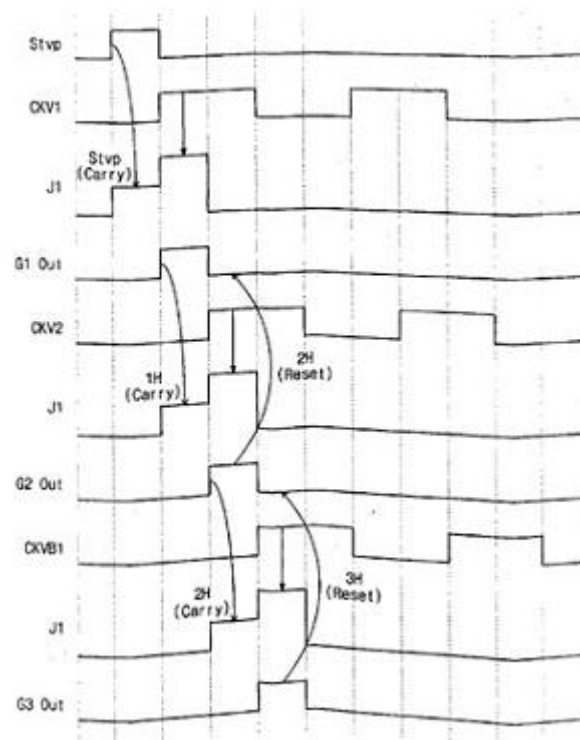 Stvp
CKV1
Stvp
(Carry)
J1
G1 Out
CKV2
2H
(Reset)
1H
(Carry)
J1
G2 Out
CKVB1
3H
(Reset)
2H
(Carry)
J1
G3 Out